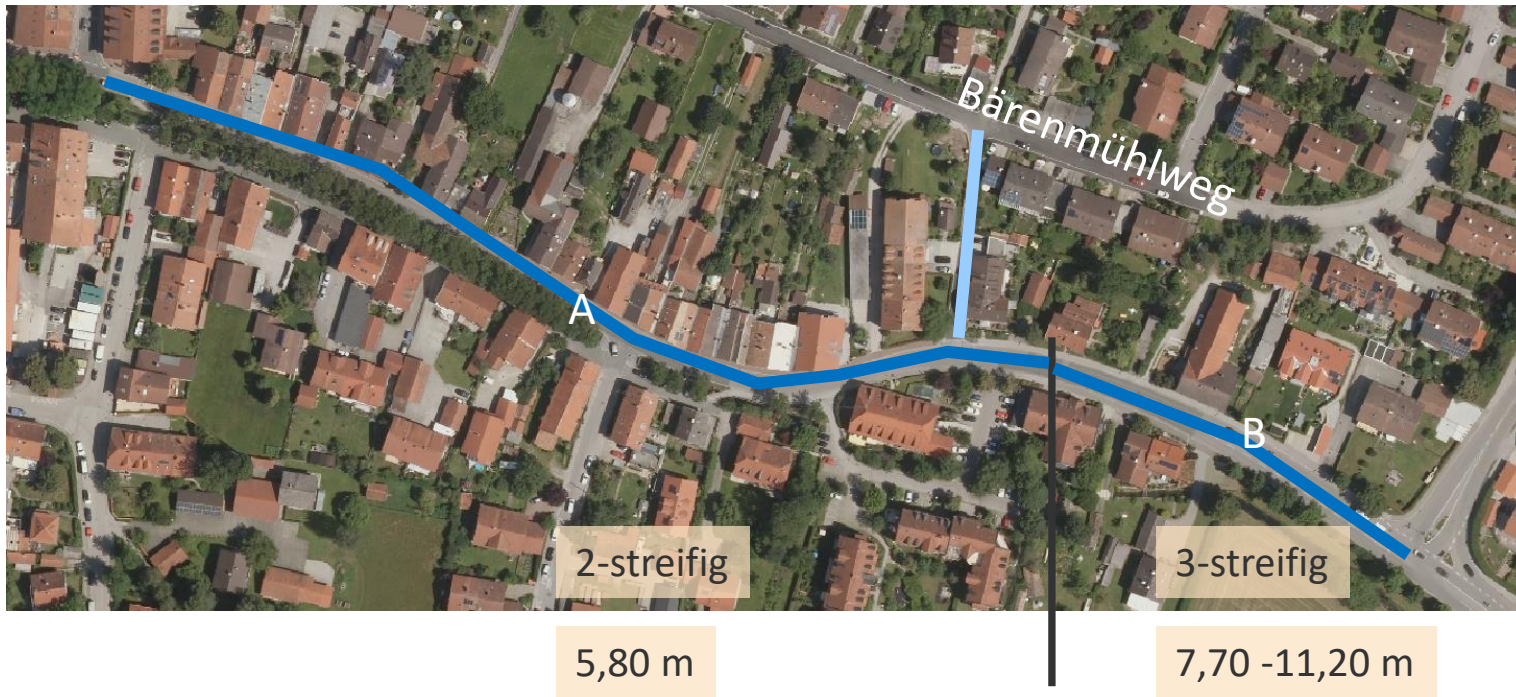 Bärenmühlweg
A
B
2-streifig
3-streifig
5,80 m
7,70 -11,20 m